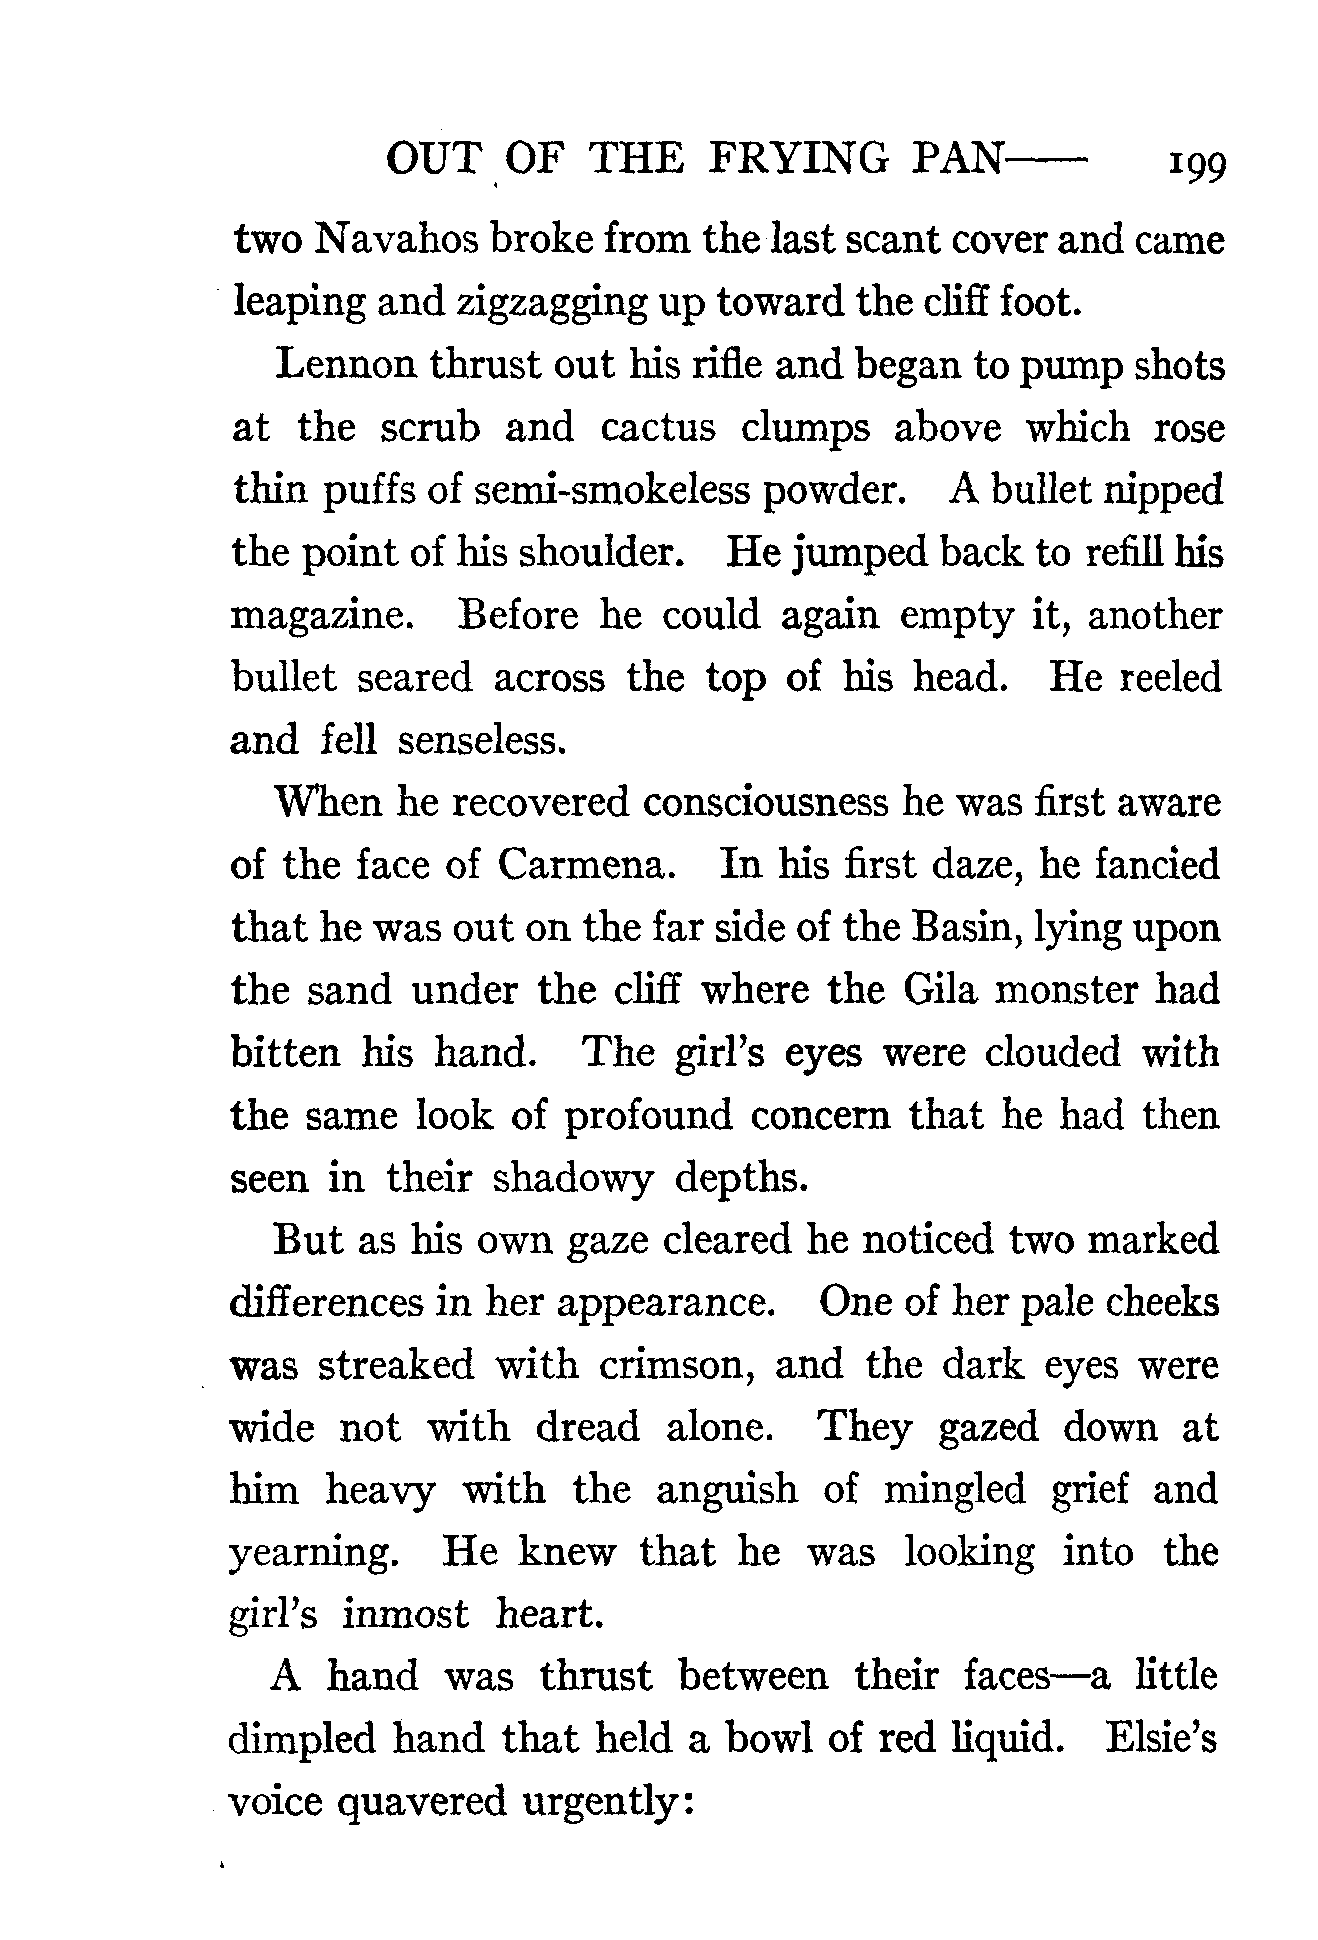 OUT OF THE FRYING PAN—— 199
two Navahos broke from the last scant cover and came
leaping and zigzagging up toward the cliff foot.
Lennon thrust out his rifle and began to pump shots
at the scrub and cactus clumps above which rose
thin puffs of semi-smokeless powder. A bullet nipped
the point of his shoulder. He jumped back to refill his
magazine. Before he could again empty it, another
bullet seared across the top of his head. He reeled
and fell senseless.
When he recovered consciousness he was first aware
of the face of Carmena. In his first daze, he fancied
that he was out on the far side of the Basin, lying upon
the sand under the cliff where the Gila monster had
bitten his hand. The girl's eyes were clouded with
the same look of profound concern that he had then
seen in their shadowy depths.
But as his own gaze cleared he noticed two marked
differences in her appearance. One of her pale cheeks
was streaked with crimson, and the dark eyes were
wide not with dread alone. They gazed down at
him heavy with the anguish of mingled grief and
yearning. He knew that he was looking into the
girl's inmost heart.
A hand was thrust between their faces—a little
dimpled hand that held a bowl of red liquid. Elsie's
voice quavered urgently: